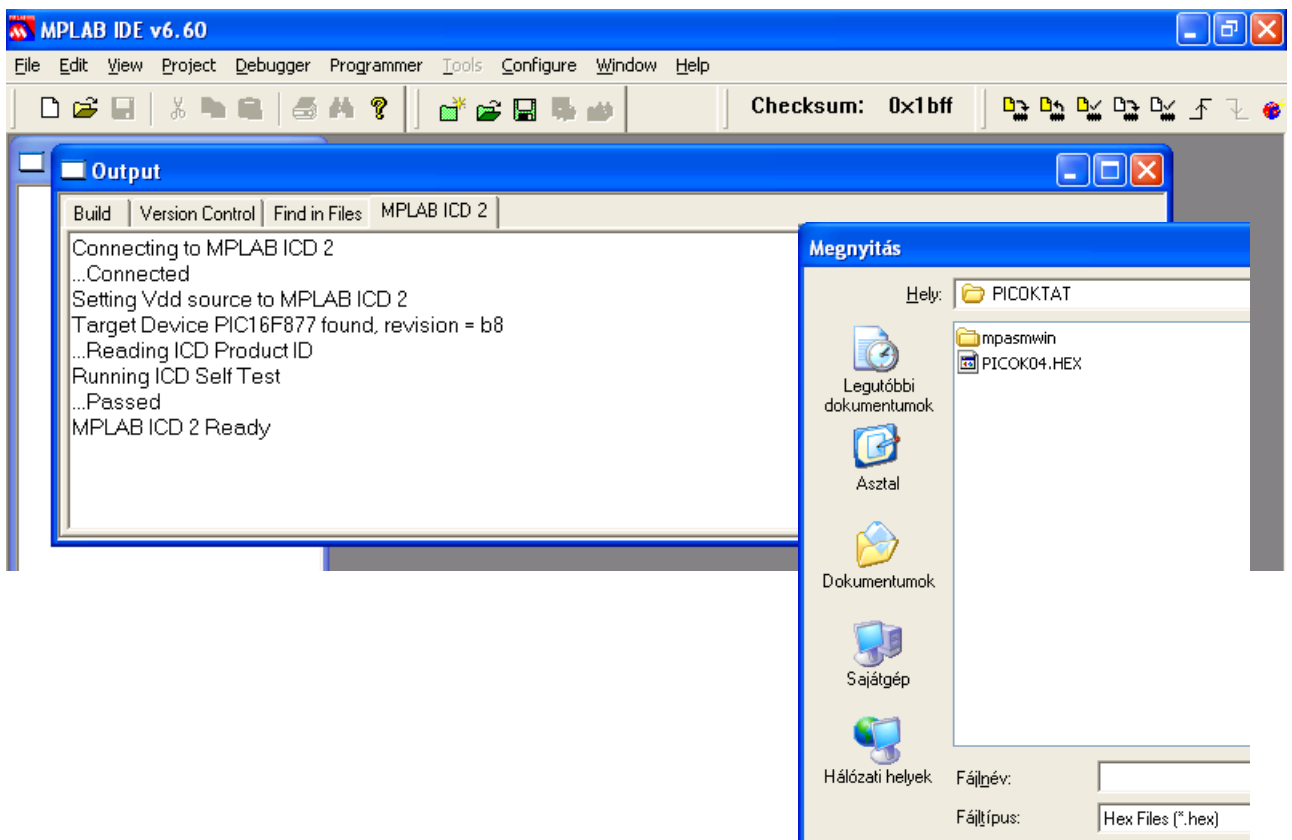 MPLAB IDE v6.60
File Edit View Project Debugger Programmer Tools Configure Window Help
Checksum: 0x1bff
Output
Build Version Control Find in Files MPLAB ICD 2
Connecting to MPLAB ICD 2
...Connected
Setting Vdd source to MPLAB ICD 2
Target Device PIC16F877 found, revision = b8
...Reading ICD Product ID
Running ICD Self Test
...Passed
MPLAB ICD 2 Ready
Megnyitás
Hely: PICOKTAT
mpasmwin
PICOK04.HEX
Legutóbbi
dokumentumok
Asztal
Dokumentumok
Sajátgép
Hálózati helyek
Fájlnév:
Fájltípus: Hex Files (*.hex)